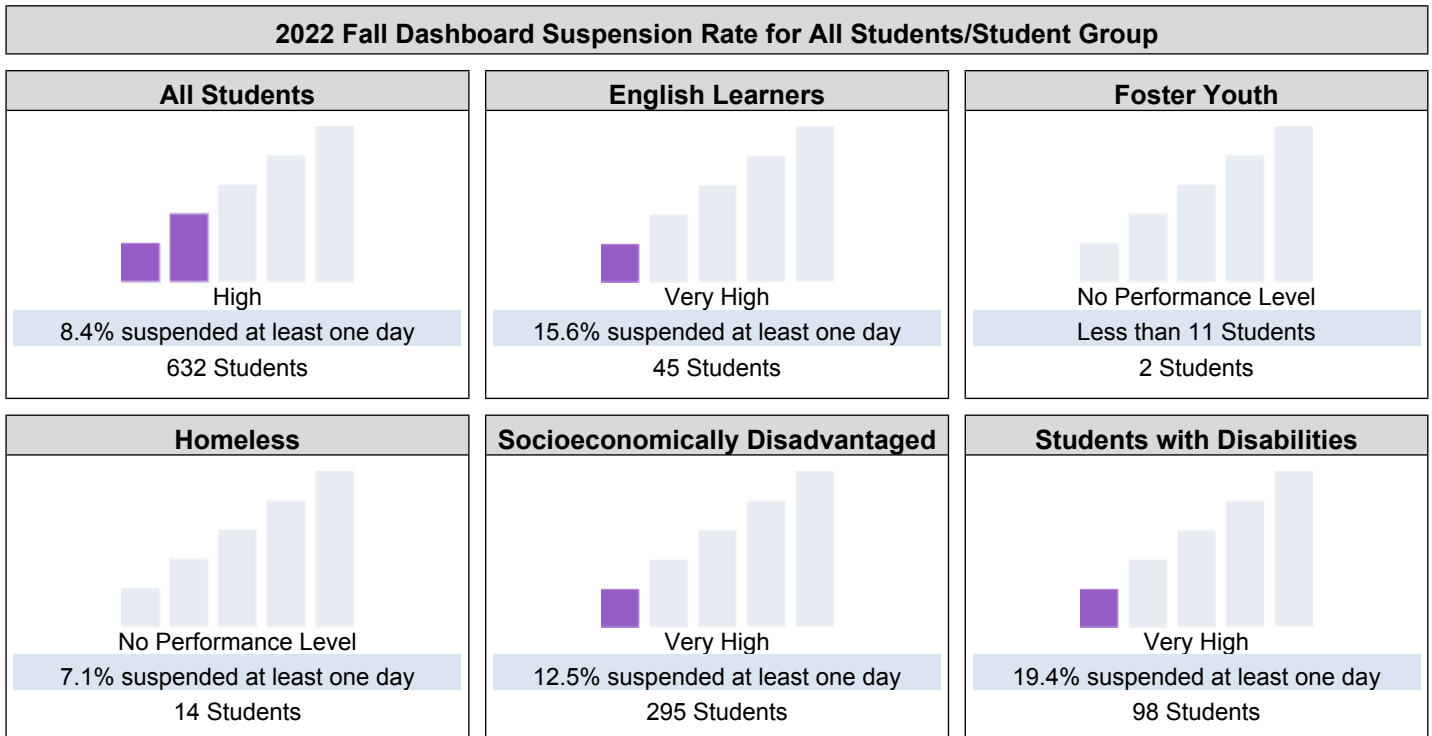 2022 Fall Dashboard Suspension Rate for All Students/Student Group
All Students
High
8.4% suspended at least one day
632 Students
English Learners
Very High
15.6% suspended at least one day
45 Students
Foster Youth
No Performance Level
Less than 11 Students
2 Students
Homeless
No Performance Level
7.1% suspended at least one day
14 Students
Socioeconomically Disadvantaged
Very High
12.5% suspended at least one day
295 Students
Students with Disabilities
Very High
19.4% suspended at least one day
98 Students